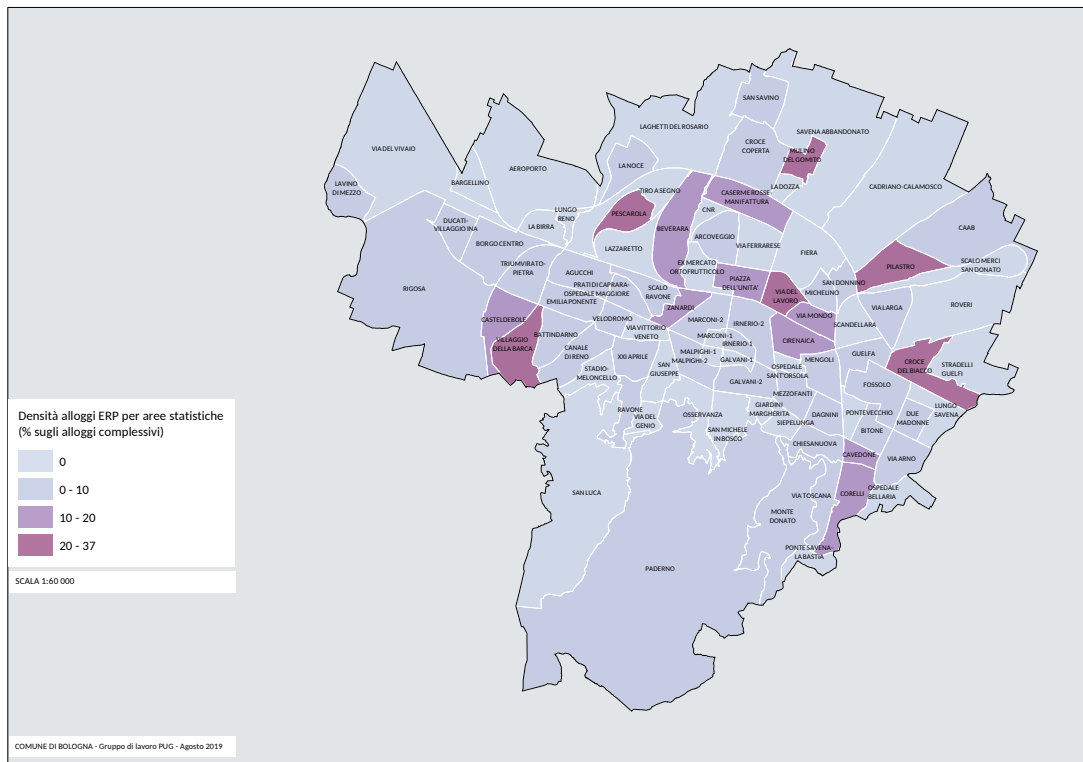 SAN SAVINO
LAGHETTI DEL ROSARIO
SAVENA ABBANDONATO
VIA DEL VIVAIO
CROCE
COPERTA
MULINO
DEL GOMITO
LA NOCE
AEROPORTO
BARGELLINO
LAVINO
DI MEZZO
TIRO A SEGNO
LA DOZZA
CADRIANO-CALAMOSCO
CASERME ROSSE-
MANIFATTURA
LUNGO
RENO
PESCAROLA
CNR
DUCATI-
VILLAGGIO INA
LA BIRRA
BEVERARA
ARCOVEGGIO
CAAB
BORGO CENTRO
LAZZARETTO
VIA FERRARESE
FIERA
TRIUMVIRATO-
PIETRA
AGUCCHI
EX MERCATO
ORTOFRUTTICOLO
PILASTRO
SCALO MERCI
SAN DONATO
RIGOSA
PRATI DI CAPRARA-
OSPEDALE MAGGIORE
SCALO
RAVONE
PIAZZA
DELL'UNITA'
VIA DEL
LAVORO
SAN DONNINO
MICHELINO
EMILIA PONENTE
ZANARDI
VIA LARGA
ROVERI
CASTELDEBOLE
VELODROMO
MARCONI-2
IRNERIO-2
VIA MONDO
SCANDELLARA
BATTINDARNO
VIA VITTORIO
VENETO
MARCONI-1
IRNERIO-1
CIRENAICA
VILLAGGIO
DELLA BARCA
CANALE
DI RENO
XXI APRILE
MALPIGHI-1
MALPIGHI-2
GALVANI-1
MENGOLI
GUELFA
CROCE
DEL BIACCO
STRADELLI
GUELFI
STADIO-
MELONCELLO
SAN
GIUSEPPE
GALVANI-2
OSPEDALE
SANT'ORSOLA
FOSSOLO
MEZZOFANTI
RAVONE
VIA DEL
GENIO
OSSERVANZA
GIARDINI
MARGHERITA
SIEPELUNGA
DAGNINI
PONTEVECCHIO
DUE
MADONNE
LUNGO
SAVENA
SAN MICHELE
IN BOSCO
BITONE
CHIESANUOVA
CAVEDONE
VIA ARNO
SAN LUCA
VIA TOSCANA
CORELLI
OSPEDALE
BELLARIA
MONTE
DONATO
PONTE SAVENA-
LA BASTIA
PADERNO
Densità alloggi ERP per aree statistiche
(% sugli alloggi complessivi)
0
0 - 10
10 - 20
20 - 37
SCALA 1:60 000
COMUNE DI BOLOGNA - Gruppo di lavoro PUG - Agosto 2019